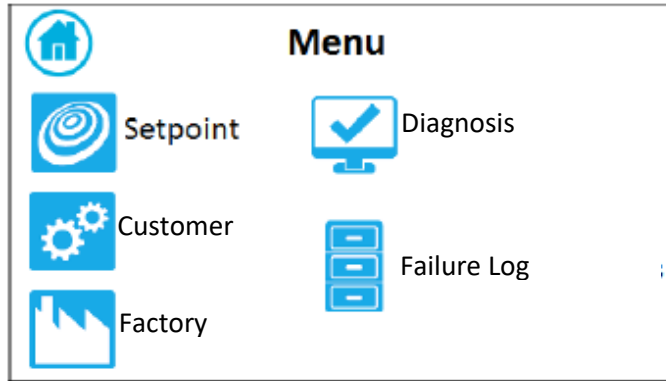 Menu
Setpoint
Diagnosis
Customer
Failure Log
Factory